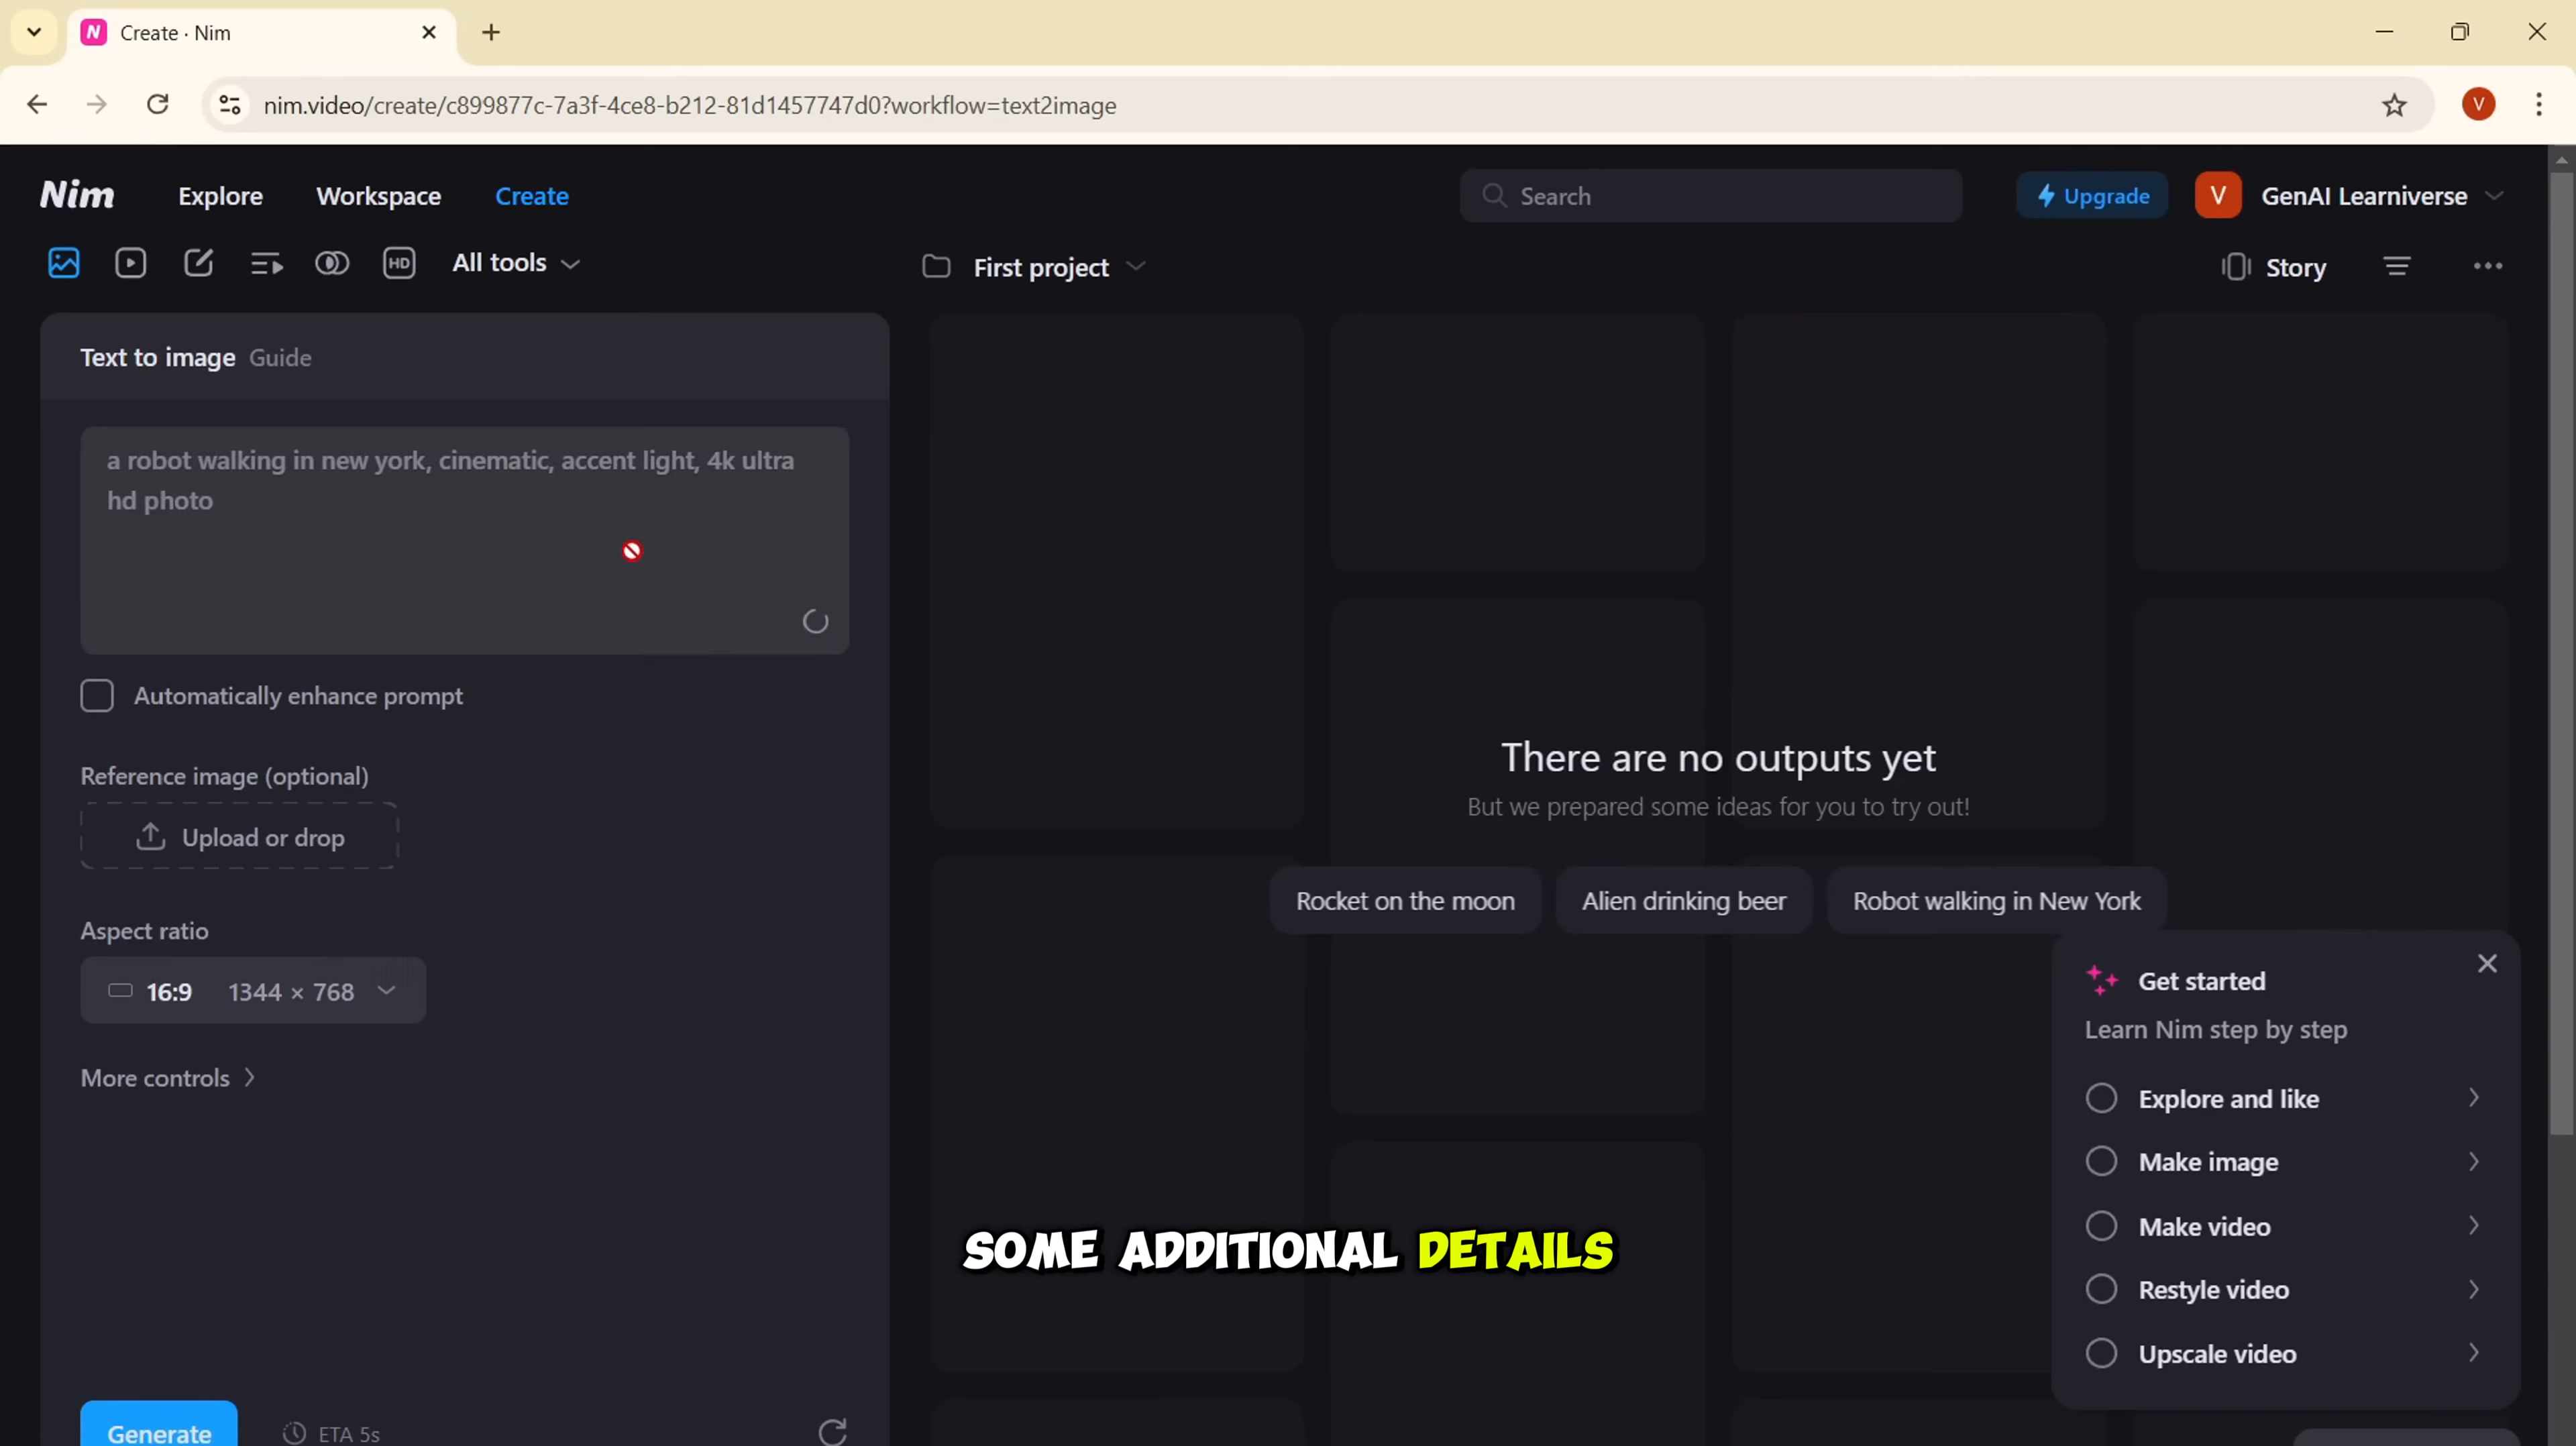 N Create · Nim
nim.video/create/c899877c-7a3f-4ce8-b212-81d1457747d0?workflow=text2image
V
Nim Explore Workspace Create
Search
Upgrade
V GenAI Learniverse
HD All tools
First project
Story
Text to image Guide
a robot walking in new york, cinematic, accent light, 4k ultra
hd photo
Automatically enhance prompt
Reference image (optional)
Upload or drop
Aspect ratio
16:9 1344 × 768
More controls
Generate ETA 5s
There are no outputs yet
But we prepared some ideas for you to try out!
Rocket on the moon Alien drinking beer Robot walking in New York
Get started
Learn Nim step by step
Explore and like
Make image
Make video
Restyle video
Upscale video
SOME ADDITIONAL DETAILS